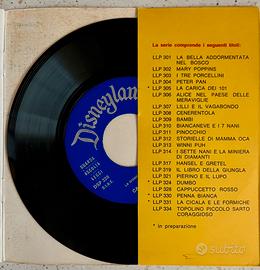 La serie comprende i seguenti titoli:
LLP 301 LA BELLA ADDORMENTATA
NEL BOSCO
LLP 302 MARY POPPINS
LLP 303 I TRE PORCELLINI
LLP 304 PETER PAN
* LLP 305 LA CARICA DEI 101
LLP 306 ALICE NEL PAESE DELLE
MERAVIGLIE
LLP 307 LILLI E IL VAGABONDO
LLP 308 CENERENTOLA
LLP 309 BAMBI
LLP 310 BIANCANEVE E I 7 NANI
LLP 311 PINOCCHIO
LLP 312 STORIELLE DI MAMMA OCA
LLP 313 WINNI PUH
LLP 314 I SETTE NANI E LA MINIERA
DI DIAMANTI
LLP 317 HANSEL E GRETEL
LLP 319 IL LIBRO DELLA GIUNGLA
LLP 321 PIERINO E IL LUPO
LLP 324 DUMBO
LLP 328 CAPPUCCETTO ROSSO
* LLP 330 PENNA BIANCA
* LLP 331 LA CICALA E LE FORMICHE
LLP 334 TOPOLINO PICCOLO SARTO
CORAGGIOSO
* in preparazione
Disneyland
subito